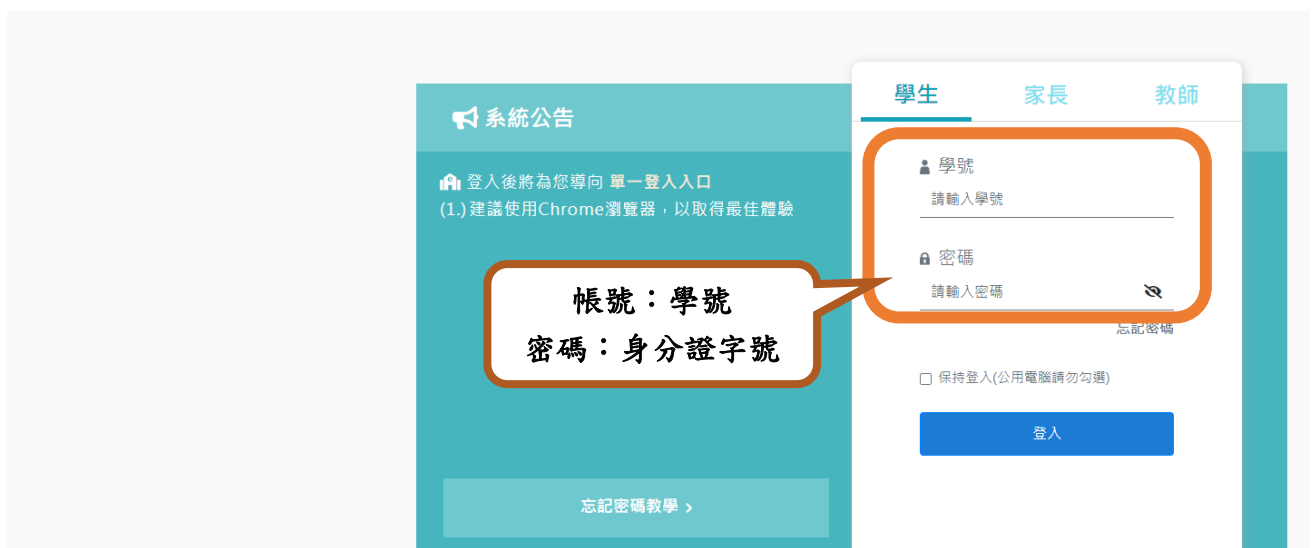 系統公告
登入後將為您導向 單一登入入口
(1.)建議使用Chrome瀏覽器，以取得最佳體驗
帳號：學號
密碼：身分證字號
忘記密碼教學 >
學生 家長 教師
學號
請輸入學號
密碼
請輸入密碼
忘記密碼
保持登入(公用電腦請勿勾選)
登入